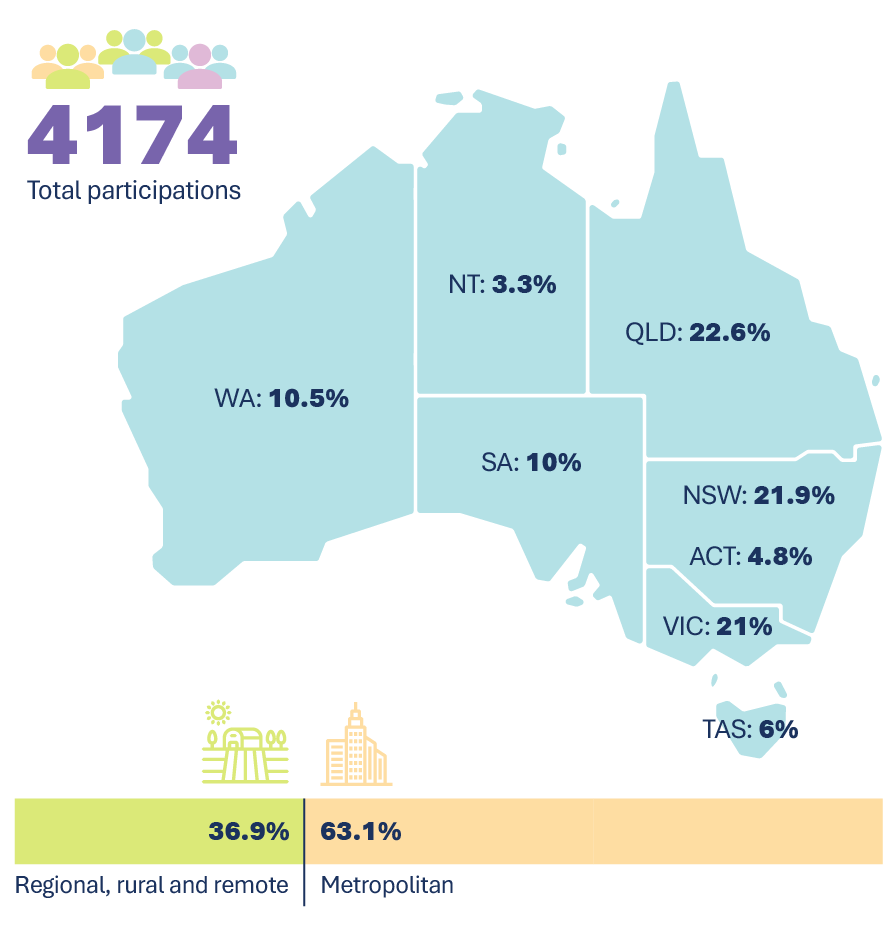 4174
Total participations
NT: 3.3%
QLD: 22.6%
WA: 10.5%
SA: 10%
NSW: 21.9%
ACT: 4.8%
VIC: 21%
TAS: 6%
36.9%
63.1%
Regional, rural and remote
Metropolitan